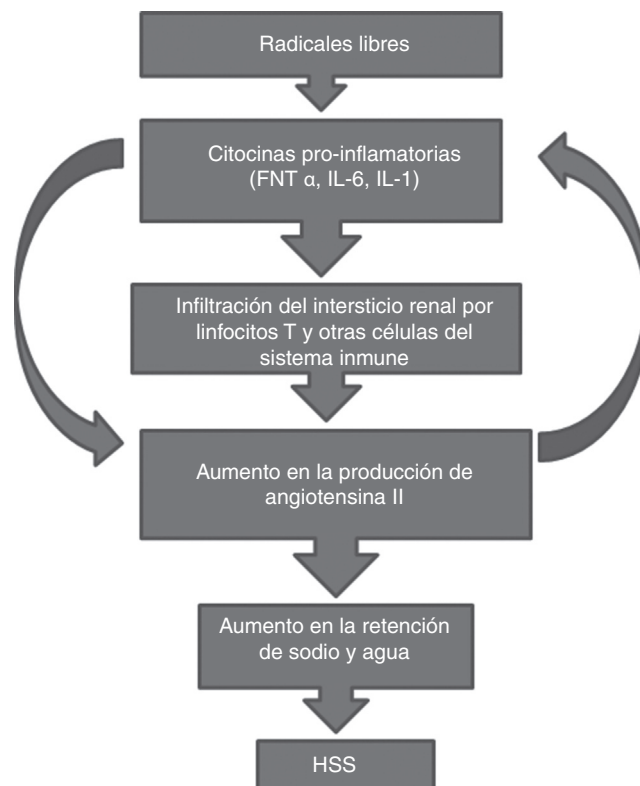 Radicales libres
Citocinas pro-inflamatorias
(FNT α, IL-6, IL-1)
Infiltración del intersticio renal por
linfocitos T y otras células del
sistema inmune
Aumento en la producción de
angiotensina II
Aumento en la retención
de sodio y agua
HSS